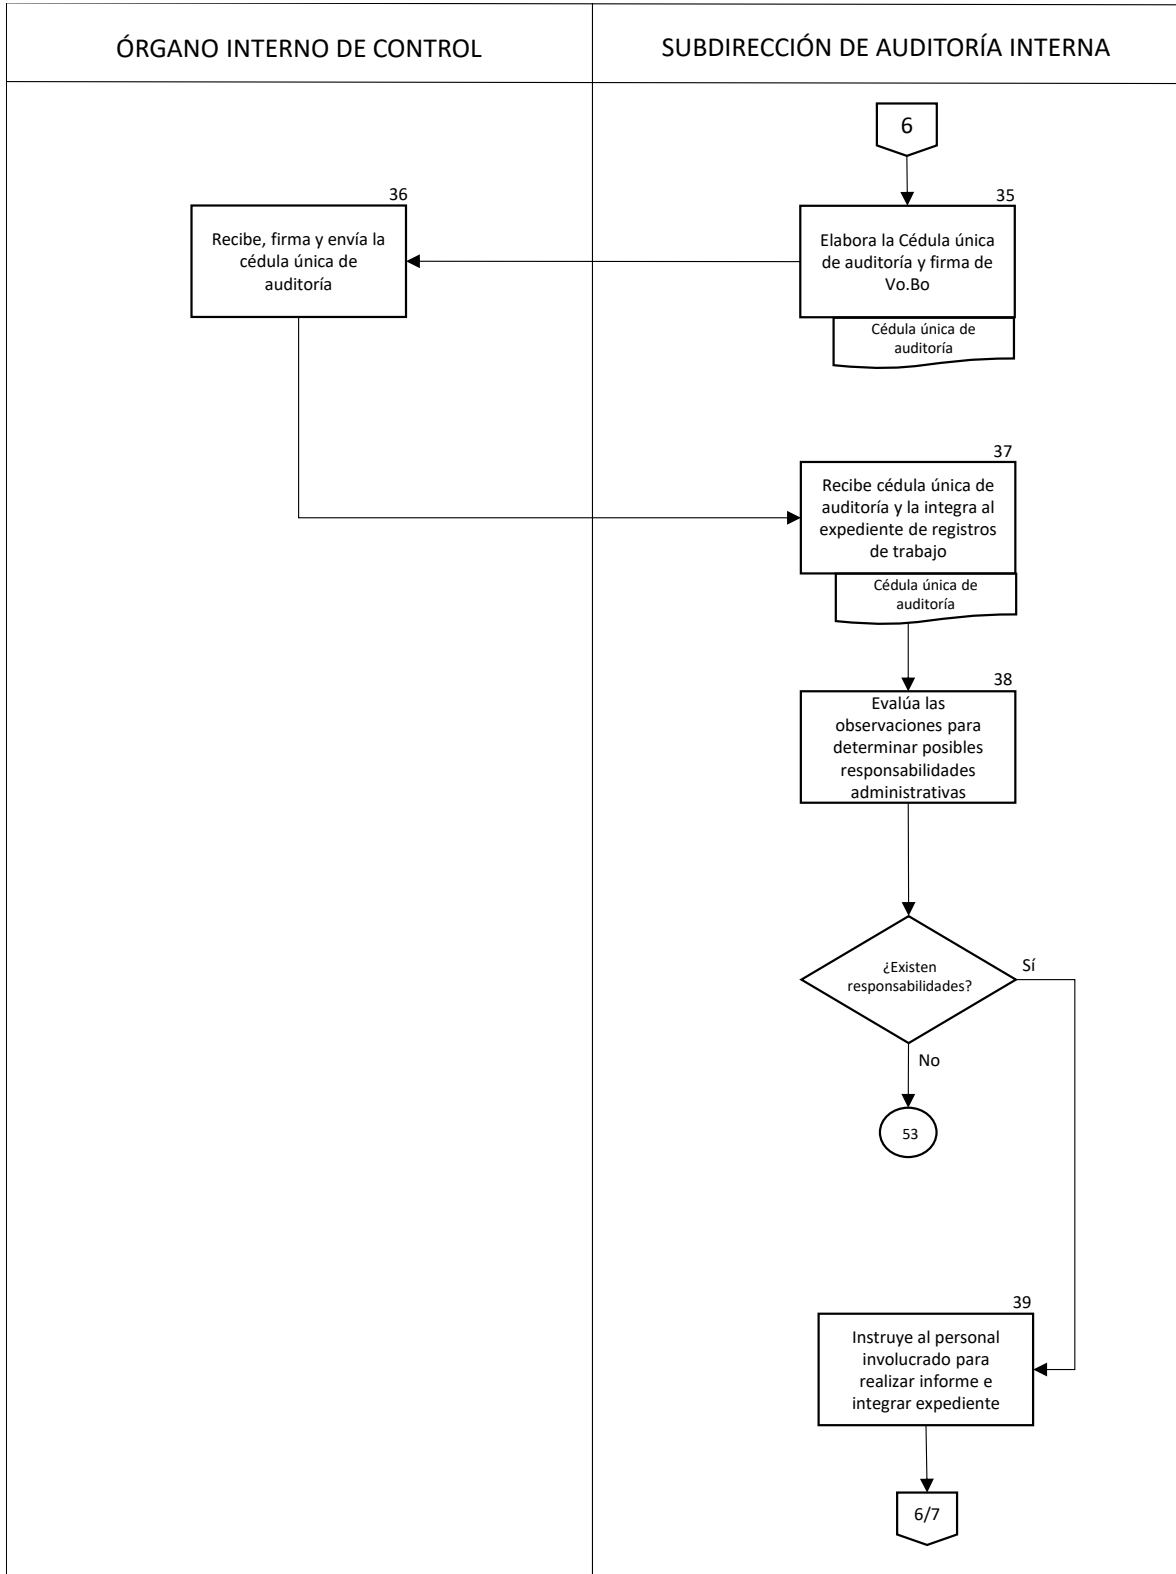 ÓRGANO INTERNO DE CONTROL
SUBDIRECCIÓN DE AUDITORÍA INTERNA
6
35
Elabora la Cédula única
de auditoría y firma de
Vo.Bo
Cédula única de
auditoría
36
Recibe, firma y envía la
cédula única de
auditoría
37
Recibe cédula única de
auditoría y la integra al
expediente de registros
de trabajo
Cédula única de
auditoría
38
Evalúa las
observaciones para
determinar posibles
responsabilidades
administrativas
¿Existen
responsabilidades?
Sí
No
53
39
Instruye al personal
involucrado para
realizar informe e
integrar expediente
6/7